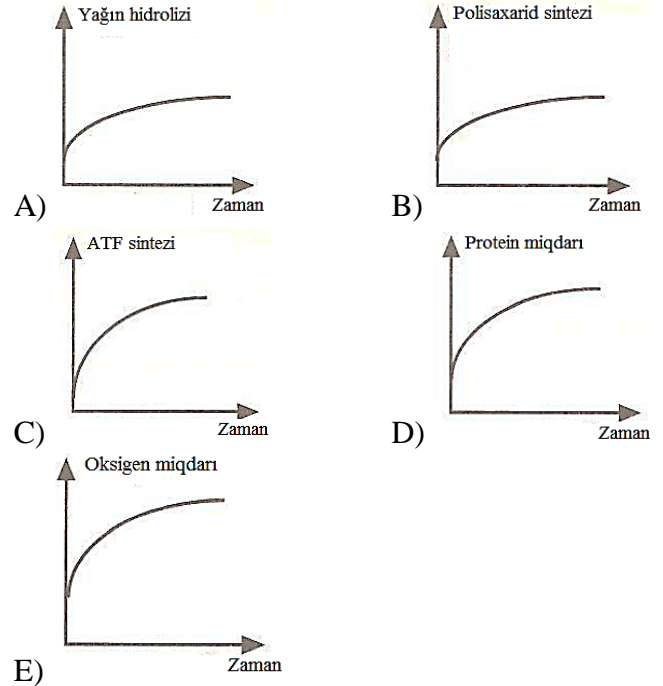 Yağın hidrolizi
Zaman
A)
Polisaxarid sintezi
Zaman
B)
ATF sintezi
Zaman
C)
Protein miqdarı
Zaman
D)
Oksigen miqdarı
Zaman
E)